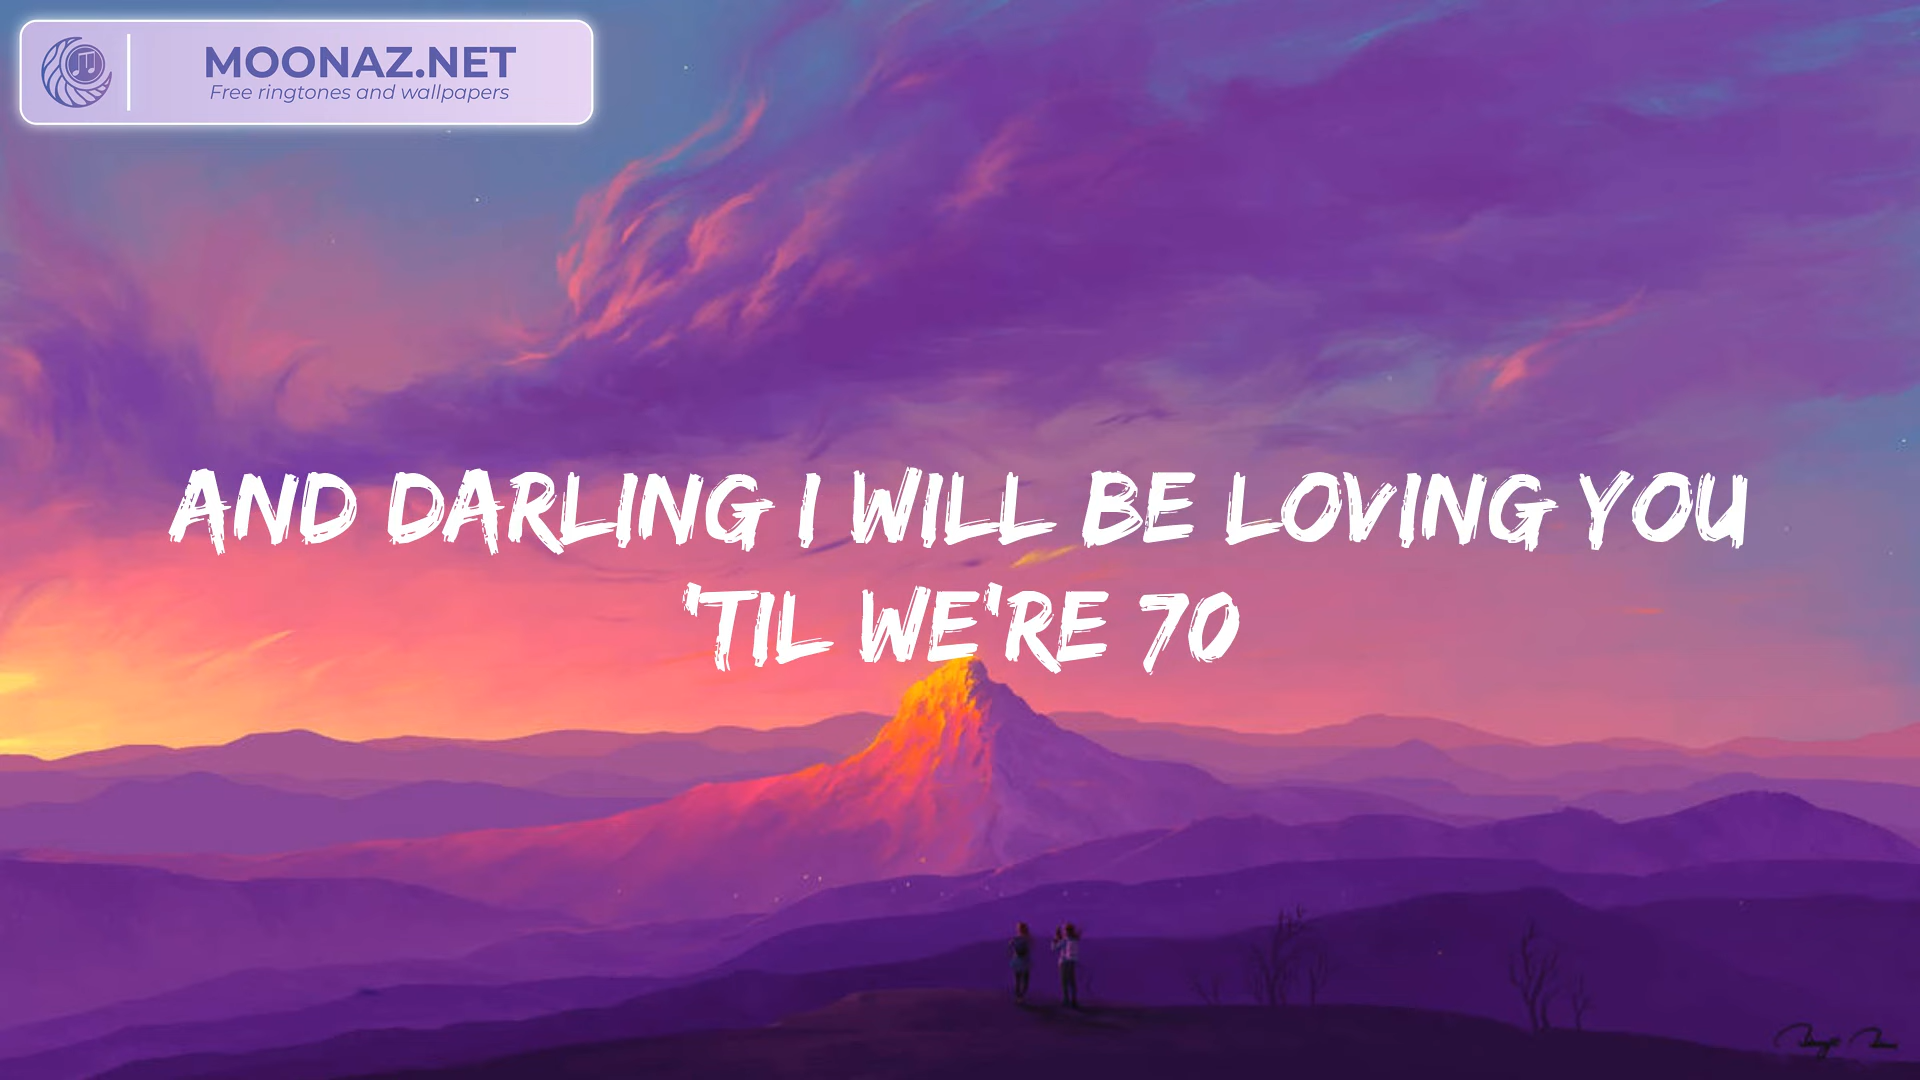 MOONAZ.NET
Free ringtones and wallpapers
AND DARLING I WILL BE LOVING YOU
'TIL WE'RE 70